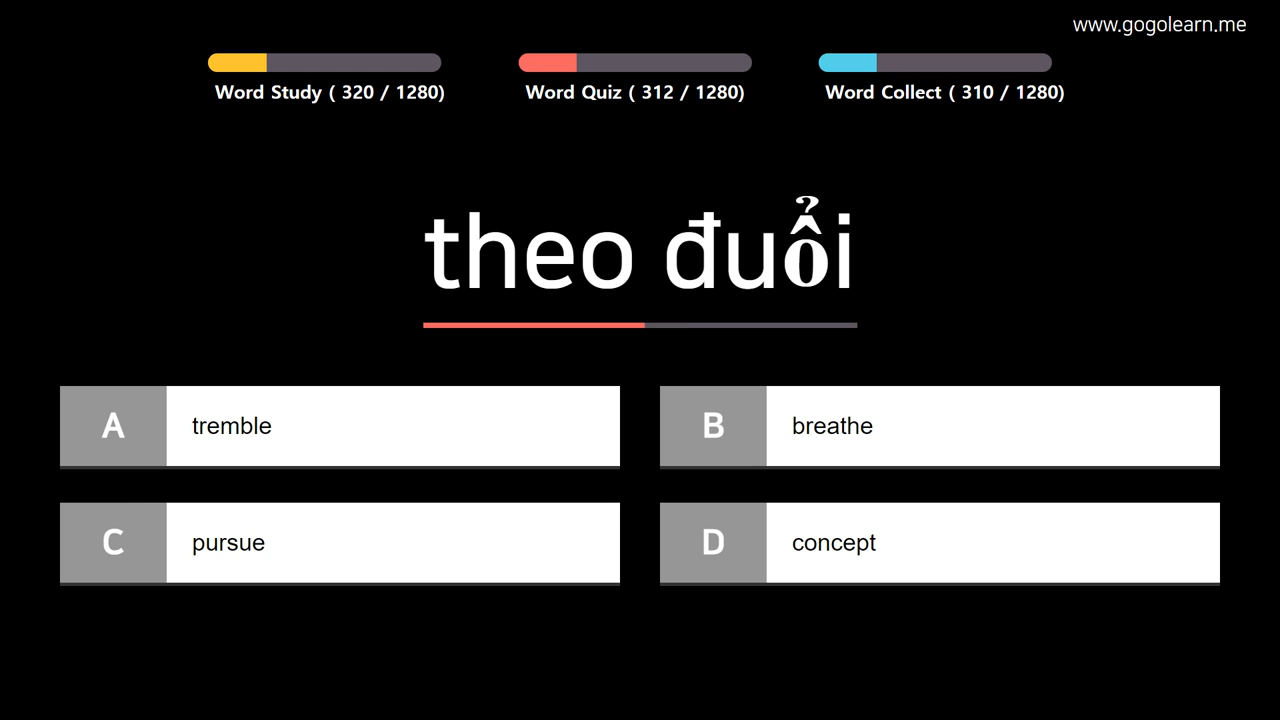 www.gogolearn.me
Word Study ( 320 / 1280)
Word Quiz ( 312 / 1280)
Word Collect ( 310 / 1280)
theo đuổi
A tremble
B breathe
C pursue
D concept